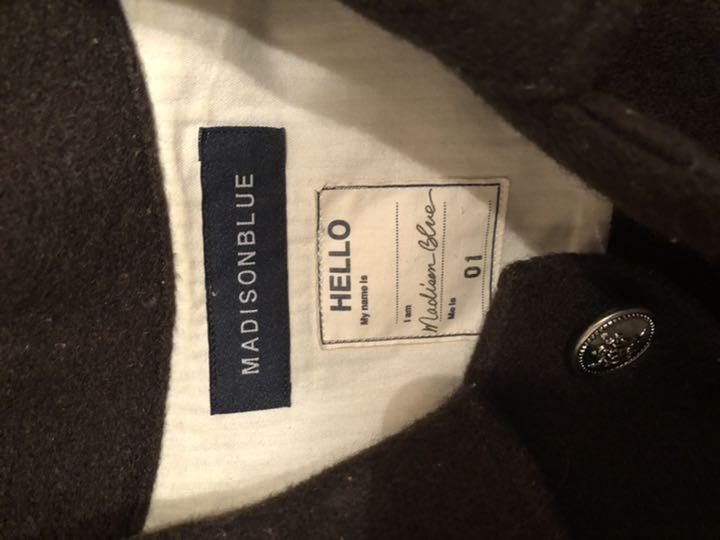 MADISONBLUE
HELLO
My name is
I am
Madison Blue
Me is
01